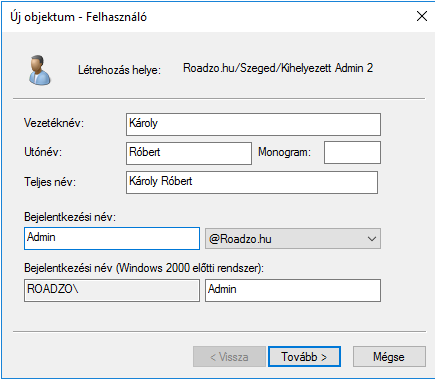 Új objektum - Felhasználó
Létrehozás helye: Roadzo.hu/Szeged/Kihelyezett Admin 2
Vezetéknév: Károly
Utónév: Róbert Monogram:
Teljes név: Károly Róbert
Bejelentkezési név:
Admin @Roadzo.hu
Bejelentkezési név (Windows 2000 előtti rendszer):
ROADZO\ Admin
< Vissza Tovább > Mégse